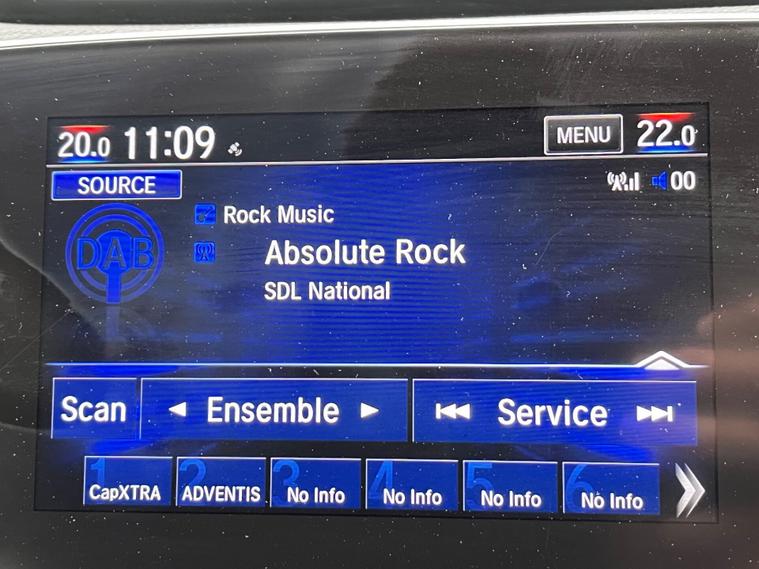 20.0 11:09 MENU 22.0
SOURCE 00
DAB
Rock Music
Absolute Rock
SDL National
Scan Ensemble Service
1 2 3 4 5 6
CapXTRA ADVENTIS No Info No Info No Info No Info